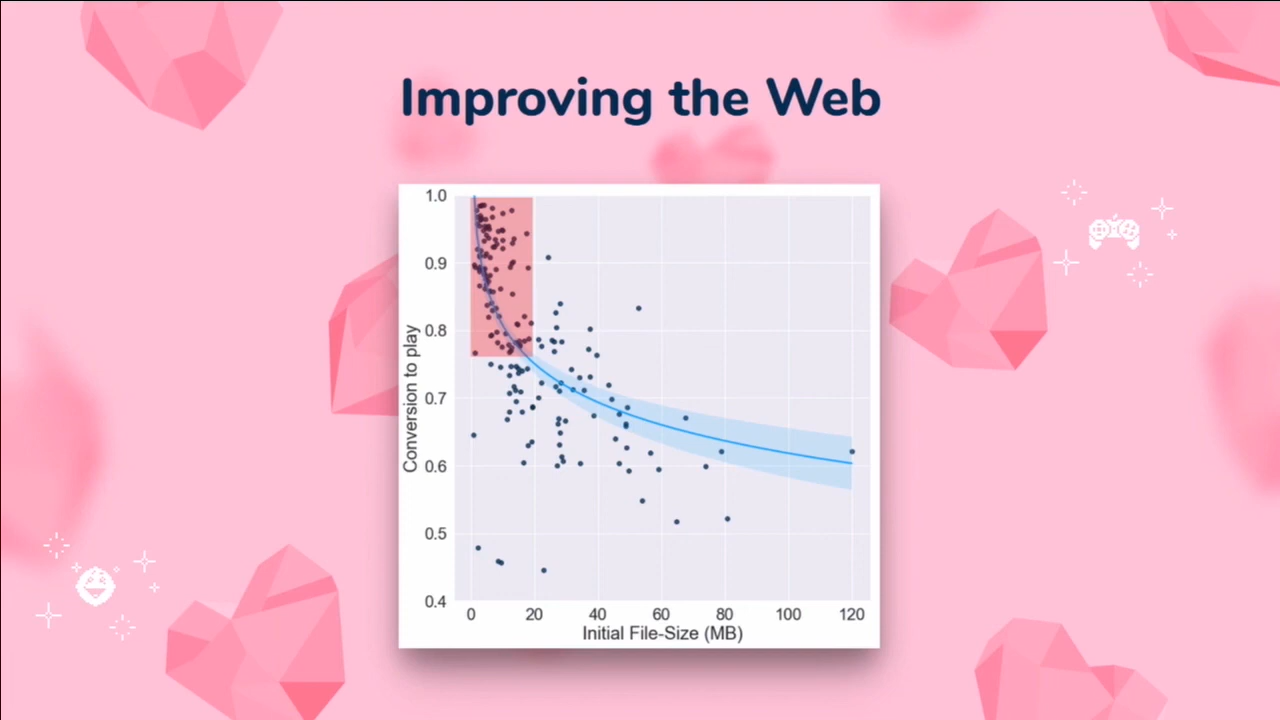 Improving the Web
1.0
0.9
0.8
0.7
0.6
0.5
0.4
Conversion to play
0 20 40 60 80 100 120
Initial File-Size (MB)